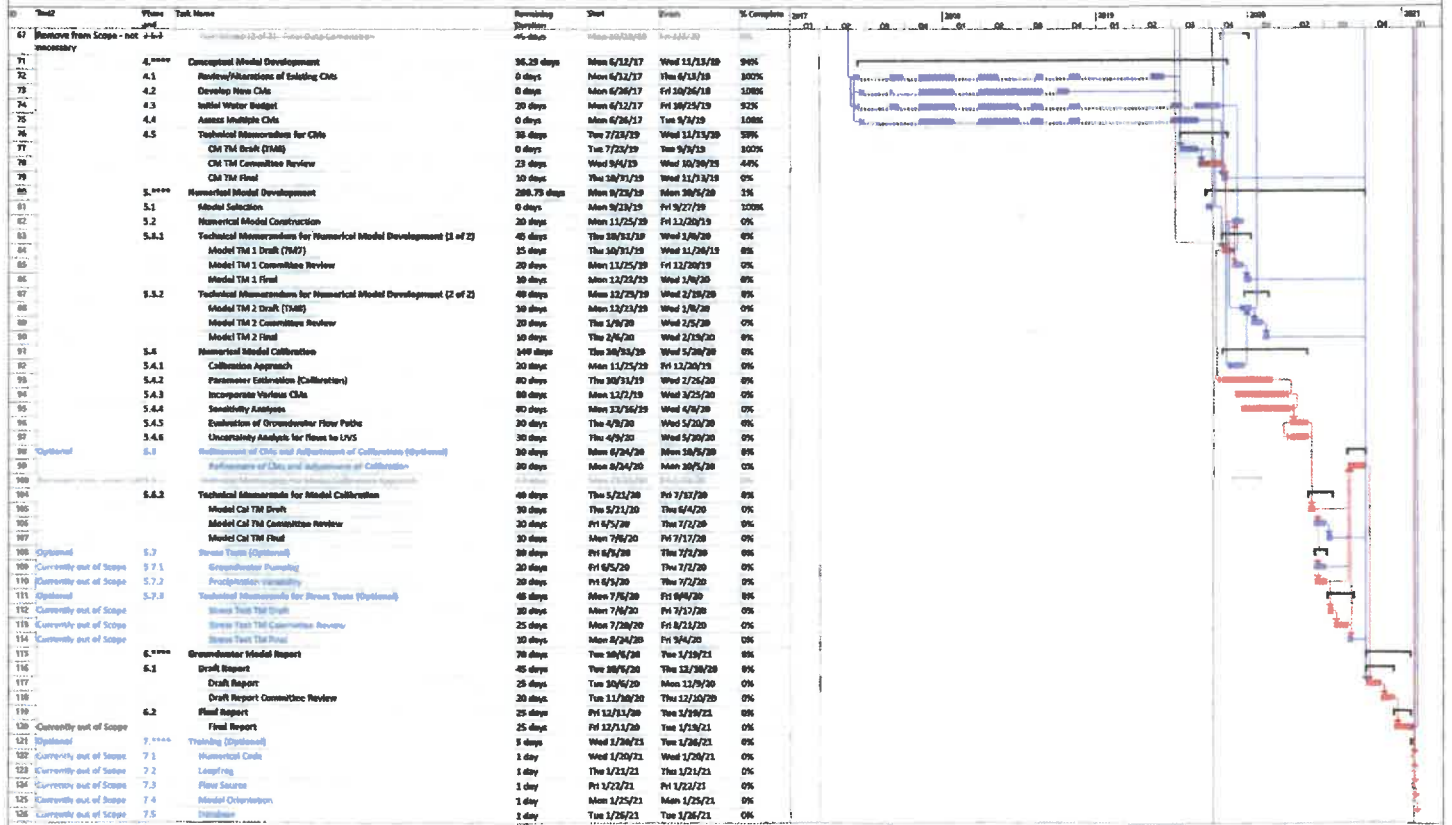 Phase Task Name Remaining Duration Start Finish % Complete 2017 2018 2019 2020 2021
67 Remove from Scope - not necessary 45 days
71 4.**** Conceptual Model Development Mon 6/12/17 Wed 11/13/19 94%
72 4.1 Review/Alterations of Existing CMs 0 days Mon 6/12/17 Thu 6/13/19 100%
73 4.2 Develop New CMs 0 days Mon 6/26/17 Fri 10/26/18 100%
74 4.3 Initial Water Budget 20 days Mon 6/12/17 Fri 10/25/19 92%
75 4.4 Assess Multiple CMs 0 days Mon 6/26/17 Tue 9/3/19 100%
76 4.5 Technical Memorandum for CMs Tue 7/23/19 Wed 11/13/19
77 CM TM Draft (TM6) 0 days Tue 7/23/19 Tue 9/3/19 100%
78 CM TM Committee Review 23 days Wed 9/4/19 Wed 10/30/19 44%
79 CM TM Final 10 days Thu 10/31/19 Wed 11/13/19 0%
80 5.**** Numerical Model Development Mon 9/23/19 Mon 10/5/20 1%
81 5.1 Model Selection 0 days Mon 9/23/19 Fri 9/27/19 100%
82 5.2 Numerical Model Construction 20 days Mon 11/25/19 Fri 12/20/19 0%
83 Technical Memorandum for Numerical Model Development (1 of 2) 45 days Thu 10/31/19 Wed 1/8/20 0%
84 Model TM 1 Draft (TM7) Thu 10/31/19 0%
85 Model TM 1 Committee Review 20 days Mon 11/25/19 Fri 12/20/19 0%
86 Model TM 1 Final 10 days Mon 12/23/19 Wed 1/8/20 0%
87 Technical Memorandum for Numerical Model Development (2 of 2) 40 days Mon 12/23/19 Wed 2/19/20 0%
88 Model TM 2 Draft (TM8) 10 days Mon 12/23/19 Wed 1/8/20 0%
89 Model TM 2 Committee Review 20 days Thu 1/9/20 Wed 2/5/20 0%
90 Model TM 2 Final 10 days Thu 2/6/20 Wed 2/19/20 0%
91 5.4 Numerical Model Calibration 140 days Thu 10/31/19 Wed 5/20/20 0%
92 5.4.1 Calibration Approach 20 days Mon 11/25/19 Fri 12/20/19 0%
93 5.4.2 Parameter Estimation (Calibration) 80 days Thu 10/31/19 Wed 2/26/20 0%
94 5.4.3 Incorporate Various CMs 80 days Mon 12/2/19 Wed 3/25/20 0%
95 5.4.4 Sensitivity Analyses 80 days Mon 12/16/19 Wed 4/8/20 0%
96 5.4.5 Evaluation of Groundwater Flow Paths 30 days Thu 4/9/20 Wed 5/20/20 0%
97 5.4.6 Uncertainty Analysis for Flows to UVS 30 days Thu 4/9/20 Wed 5/20/20 0%
98 Optional Refinement of CMs and Adjustment of Calibration (Optional) 30 days Mon 8/24/20 Mon 10/5/20 0%
99 Refinement of CMs and Adjustment of Calibration 30 days Mon 8/24/20 Mon 10/5/20 0%
100
104 5.6.2 Technical Memoranda for Model Calibration 40 days Thu 5/21/20 Fri 7/17/20 0%
105 Model Cal TM Draft 10 days Thu 5/21/20 Thu 6/4/20 0%
106 Model Cal TM Committee Review 20 days Fri 6/5/20 Thu 7/2/20 0%
107 Model Cal TM Final 10 days Mon 7/6/20 Fri 7/17/20 0%
108 Optional 5.7 Stress Tests (Optional) Fri 6/5/20 Thu 7/2/20 0%
109 Currently out of Scope 5.7.1 Groundwater Pumping 20 days Fri 6/5/20 Thu 7/2/20 0%
110 Currently out of Scope 5.7.2 Precipitation Variability 20 days Fri 6/5/20 Thu 7/2/20 0%
111 Optional Technical Memoranda for Stress Tests (Optional) 45 days Mon 7/6/20 Fri 9/4/20 0%
112 Currently out of Scope Stress Test TM Draft 10 days Mon 7/6/20 Fri 7/17/20 0%
113 Currently out of Scope Stress Test TM Committee Review 25 days Mon 7/20/20 Fri 8/21/20 0%
114 Currently out of Scope Stress Test TM Final 10 days Mon 8/24/20 Fri 9/4/20 0%
115 6.**** Groundwater Model Report 70 days Tue 10/6/20 Tue 1/19/21 0%
116 6.1 Draft Report 45 days Tue 10/6/20 Thu 12/10/20 0%
117 Draft Report 25 days Tue 10/6/20 Mon 11/9/20 0%
118 Draft Report Committee Review 20 days Tue 11/10/20 Thu 12/10/20 0%
119 6.2 Final Report 25 days Fri 12/11/20 Tue 1/19/21 0%
120 Currently out of Scope Final Report 25 days Fri 12/11/20 Tue 1/19/21 0%
121 Optional 7.**** Training (Optional) 5 days Wed 1/20/21 Tue 1/26/21 0%
122 Currently out of Scope 7.1 Numerical Code 1 day Wed 1/20/21 Wed 1/20/21 0%
123 Currently out of Scope 7.2 Leapfrog 1 day Thu 1/21/21 Thu 1/21/21 0%
124 Currently out of Scope 7.3 Flow Source 1 day Fri 1/22/21 Fri 1/22/21 0%
125 Currently out of Scope 7.4 Model Orientation 1 day Mon 1/25/21 Mon 1/25/21 0%
126 Currently out of Scope 7.5 Database 1 day Tue 1/26/21 Tue 1/26/21 0%